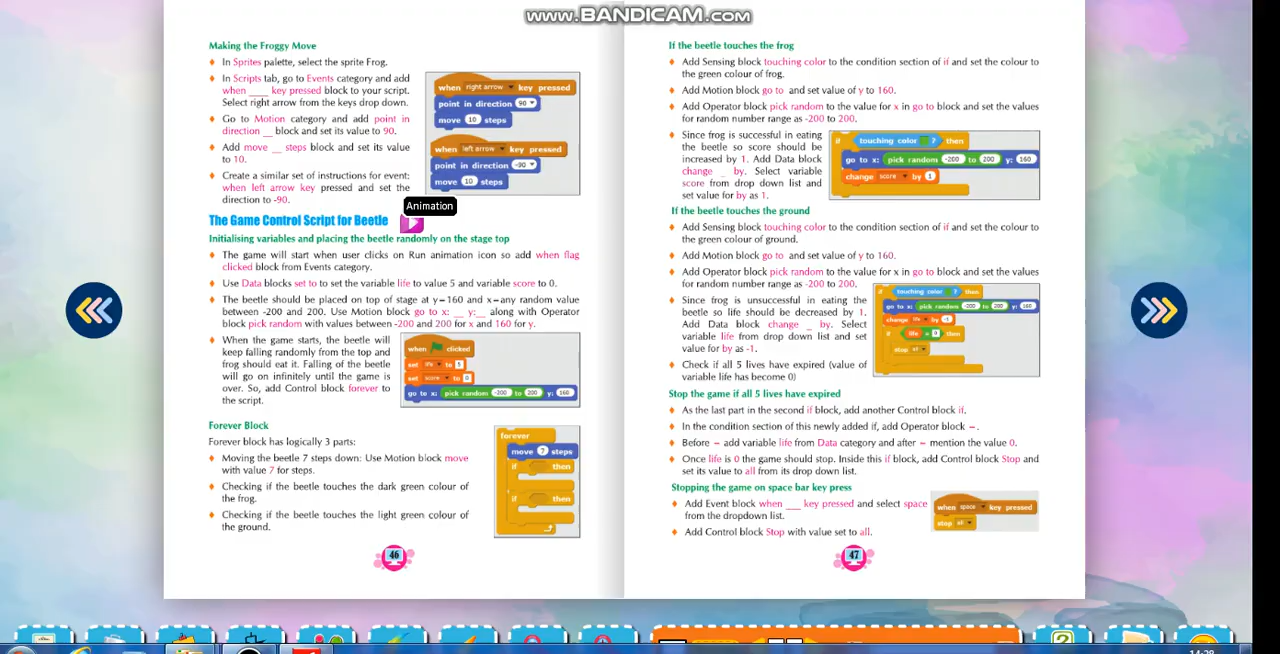 www.BANDICAM.com
Making the Froggy Move
♦ In Sprites palette, select the sprite Frog.
♦ In Scripts tab, go to Events category and add
when ____ key pressed block to your script.
Select right arrow from the keys drop down.
♦ Go to Motion category and add point in
direction _ block and set its value to 90.
♦ Add move _ steps block and set its value
to 10.
♦ Create a similar set of instructions for event:
when left arrow key pressed and set the
direction to -90.
when right arrow key pressed
point in direction 90
move 10 steps
when left arrow key pressed
point in direction -90
move 10 steps
Animation
The Game Control Script for Beetle
Initialising variables and placing the beetle randomly on the stage top
♦ The game will start when user clicks on Run animation icon so add when flag
clicked block from Events category.
♦ Use Data blocks set to to set the variable life to value 5 and variable score to 0.
♦ The beetle should be placed on top of stage at y=160 and x=any random value
between -200 and 200. Use Motion block go to x: __ y:__ along with Operator
block pick random with values between -200 and 200 for x and 160 for y.
♦ When the game starts, the beetle will
keep falling randomly from the top and
frog should eat it. Falling of the beetle
will go on infinitely until the game is
over. So, add Control block forever to
the script.
when clicked
set life to 5
set score to 0
go to x: pick random -200 to 200 y: 160
Forever Block
Forever block has logically 3 parts:
♦ Moving the beetle 7 steps down: Use Motion block move
with value 7 for steps.
♦ Checking if the beetle touches the dark green colour of
the frog.
♦ Checking if the beetle touches the light green colour of
the ground.
forever
move 7 steps
if then
if then
46
If the beetle touches the frog
♦ Add Sensing block touching color to the condition section of if and set the colour to
the green colour of frog.
♦ Add Motion block go to and set value of y to 160.
♦ Add Operator block pick random to the value for x in go to block and set the values
for random number range as -200 to 200.
♦ Since frog is successful in eating
the beetle so score should be
increased by 1. Add Data block
change _ by. Select variable
score from drop down list and
set value for by as 1.
if touching color ? then
go to x: pick random -200 to 200 y: 160
change score by 1
If the beetle touches the ground
♦ Add Sensing block touching color to the condition section of if and set the colour to
the green colour of ground.
♦ Add Motion block go to and set value of y to 160.
♦ Add Operator block pick random to the value for x in go to block and set the values
for random number range as -200 to 200.
♦ Since frog is unsuccessful in eating the
beetle so life should be decreased by 1.
Add Data block change _ by. Select
variable life from drop down list and set
value for by as -1.
♦ Check if all 5 lives have expired (value of
variable life has become 0)
if touching color ? then
go to x: pick random -200 to 200 y: 160
change life by -1
if life = 0 then
stop all
Stop the game if all 5 lives have expired
♦ As the last part in the second if block, add another Control block if.
♦ In the condition section of this newly added if, add Operator block =.
♦ Before = add variable life from Data category and after = mention the value 0.
♦ Once life is 0 the game should stop. Inside this if block, add Control block Stop and
set its value to all from its drop down list.
Stopping the game on space bar key press
♦ Add Event block when ___ key pressed and select space
from the dropdown list.
♦ Add Control block Stop with value set to all.
when space key pressed
stop all
47